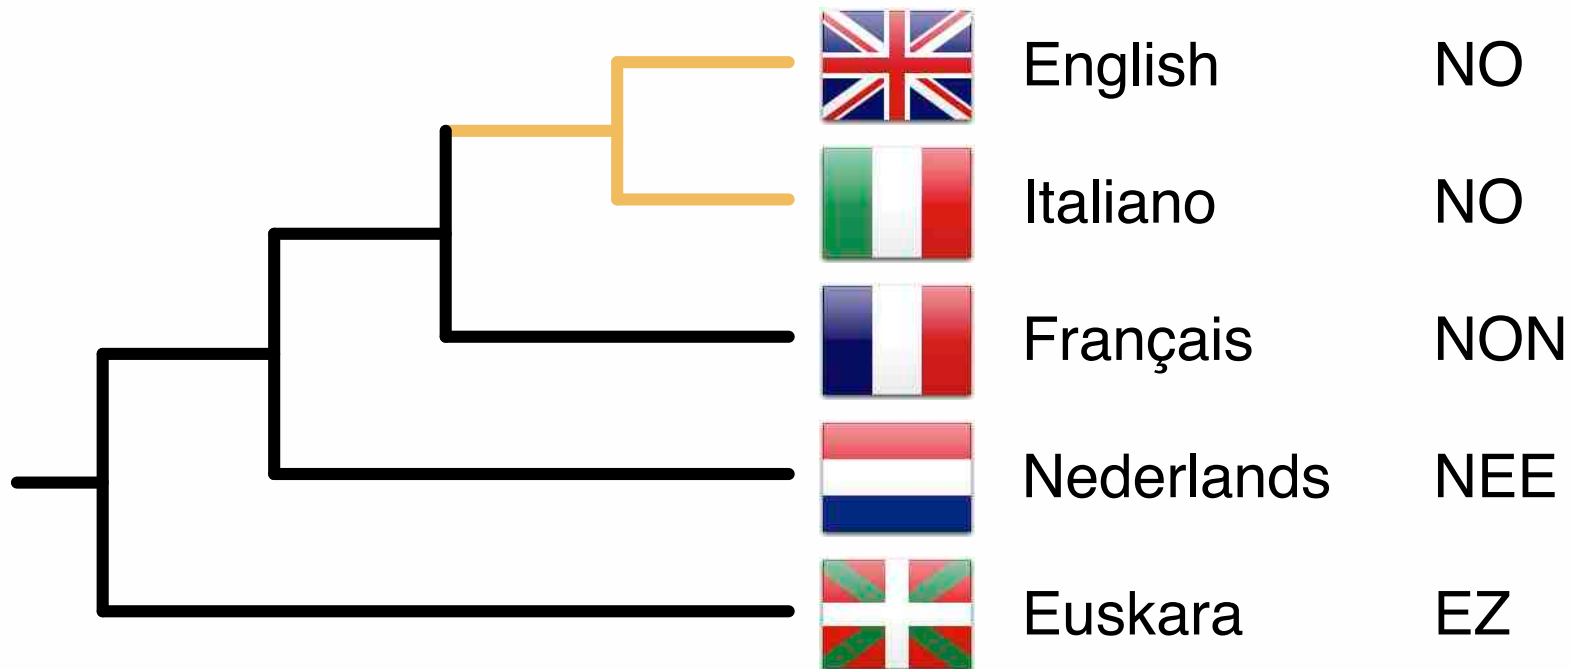 English NO
Italiano NO
Français NON
Nederlands NEE
Euskara EZ